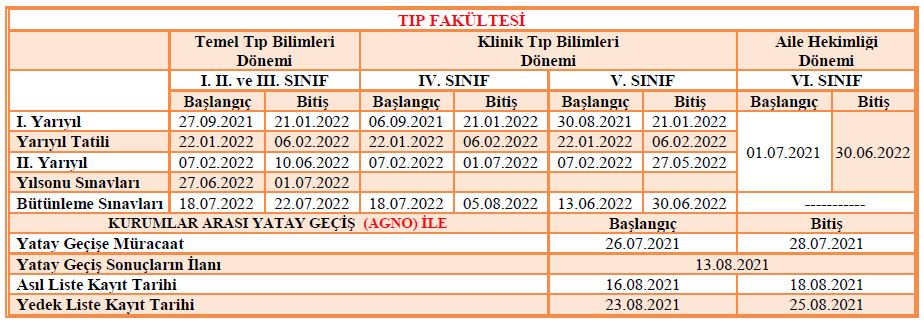 TIP FAKÜLTESİ
Temel Tıp Bilimleri Dönemi Klinik Tıp Bilimleri Dönemi Aile Hekimliği Dönemi
I. II. ve III. SINIF IV. SINIF V. SINIF VI. SINIF
Başlangıç Bitiş Başlangıç Bitiş Başlangıç Bitiş Başlangıç Bitiş
I. Yarıyıl 27.09.2021 21.01.2022 06.09.2021 21.01.2022 30.08.2021 21.01.2022
Yarıyıl Tatili 22.01.2022 06.02.2022 22.01.2022 06.02.2022 22.01.2022 06.02.2022
01.07.2021 30.06.2022
II. Yarıyıl 07.02.2022 10.06.2022 07.02.2022 01.07.2022 07.02.2022 27.05.2022
Yılsonu Sınavları 27.06.2022 01.07.2022
Bütünleme Sınavları 18.07.2022 22.07.2022 18.07.2022 05.08.2022 13.06.2022 30.06.2022 -----------
KURUMLAR ARASI YATAY GEÇİŞ (AGNO) İLE Başlangıç Bitiş
Yatay Geçişe Müracaat 26.07.2021 28.07.2021
Yatay Geçiş Sonuçların İlanı 13.08.2021
Asıl Liste Kayıt Tarihi 16.08.2021 18.08.2021
Yedek Liste Kayıt Tarihi 23.08.2021 25.08.2021